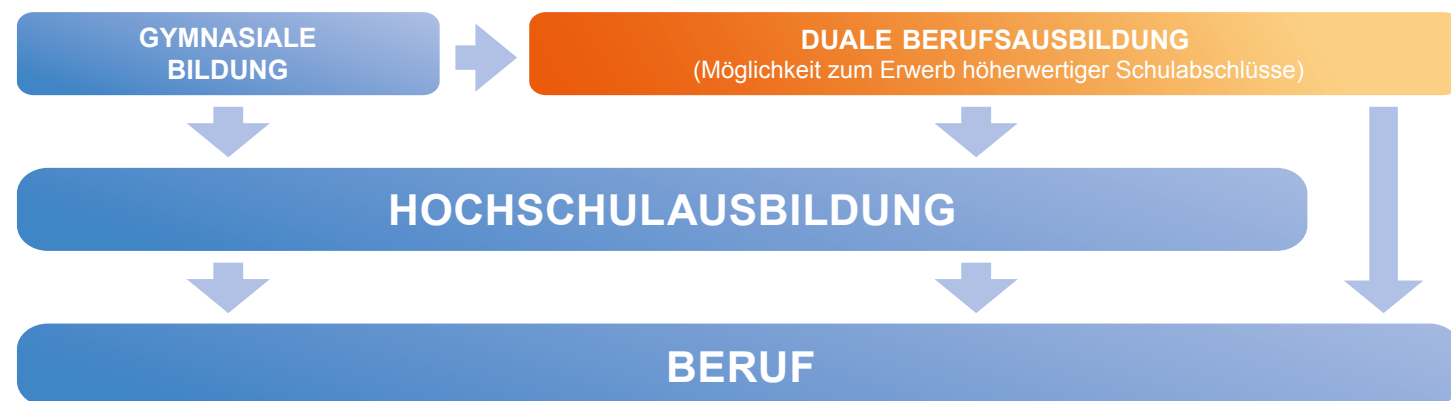 GYMNASIALE
BILDUNG
DUALE BERUFSAUSBILDUNG
(Möglichkeit zum Erwerb höherwertiger Schulabschlüsse)
HOCHSCHULAUSBILDUNG
BERUF